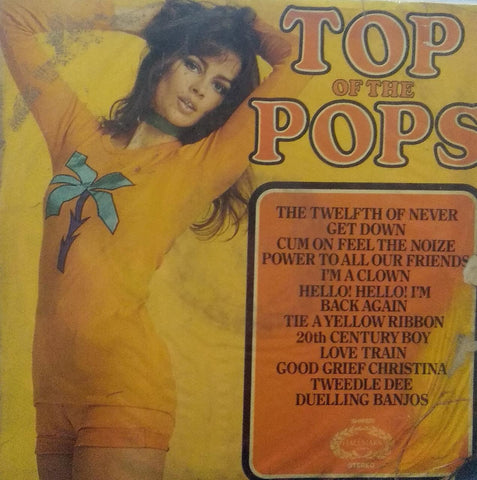 TOP
OF THE
POPS
THE TWELFTH OF NEVER
GET DOWN
CUM ON FEEL THE NOIZE
POWER TO ALL OUR FRIENDS
I'M A CLOWN
HELLO! HELLO! I'M
BACK AGAIN
TIE A YELLOW RIBBON
20th CENTURY BOY
LOVE TRAIN
GOOD GRIEF CHRISTINA
TWEEDLE DEE
DUELLING BANJOS
HALLMARK
STEREO